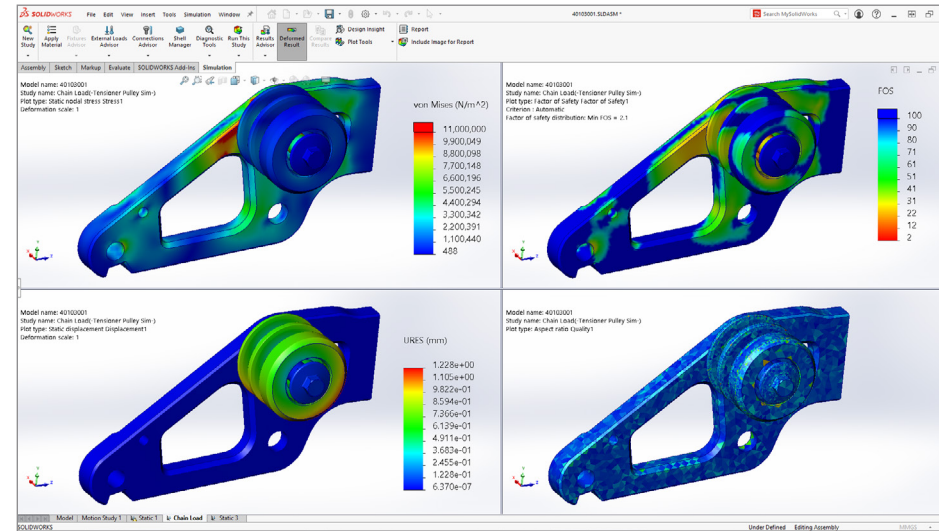 SOLIDWORKS File Edit View Insert Tools Simulation Window 40103001.SLDASM * Search MySolidWorks
New Study
Apply Material
Fixtures Advisor
External Loads Advisor
Connections Advisor
Shell Manager
Diagnostic Tools
Run This Study
Results Advisor
Deformed Result
Compare Results
Design Insight
Plot Tools
Report
Include Image for Report
Assembly Sketch Markup Evaluate SOLIDWORKS Add-Ins Simulation
Model name: 40103001
Study name: Chain Load(-Tensioner Pulley Sim-)
Plot type: Static nodal stress Stress1
Deformation scale: 1
von Mises (N/m^2)
11,000,000
9,900,049
8,800,098
7,700,148
6,600,196
5,500,245
4,400,294
3,300,342
2,200,391
1,100,440
488
Model name: 40103001
Study name: Chain Load(-Tensioner Pulley Sim-)
Plot type: Factor of Safety Factor of Safety1
Criterion : Automatic
Factor of safety distribution: Min FOS = 2.1
FOS
100
90
80
71
61
51
41
31
22
12
2
Model name: 40103001
Study name: Chain Load(-Tensioner Pulley Sim-)
Plot type: Static displacement Displacement1
Deformation scale: 1
URES (mm)
1.228e+00
1.105e+00
9.822e-01
8.594e-01
7.366e-01
6.139e-01
4.911e-01
3.683e-01
2.455e-01
1.228e-01
6.370e-07
Model name: 40103001
Study name: Chain Load(-Tensioner Pulley Sim-)
Plot type: Aspect ratio Quality1
Model Motion Study 1 Static 1 Chain Load Static 3
SOLIDWORKS Under Defined Editing Assembly MMGS